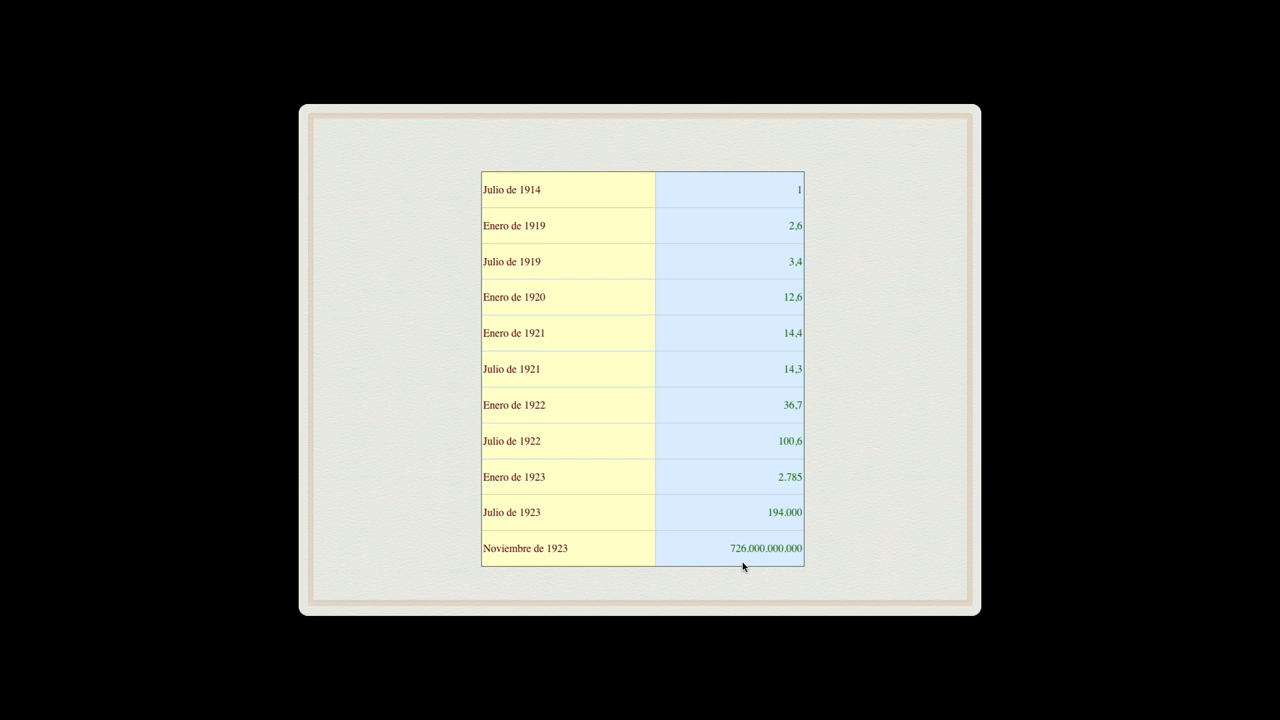 Julio de 1914 1
Enero de 1919 2,6
Julio de 1919 3,4
Enero de 1920 12,6
Enero de 1921 14,4
Julio de 1921 14,3
Enero de 1922 36,7
Julio de 1922 100,6
Enero de 1923 2.785
Julio de 1923 194.000
Noviembre de 1923 726.000.000.000